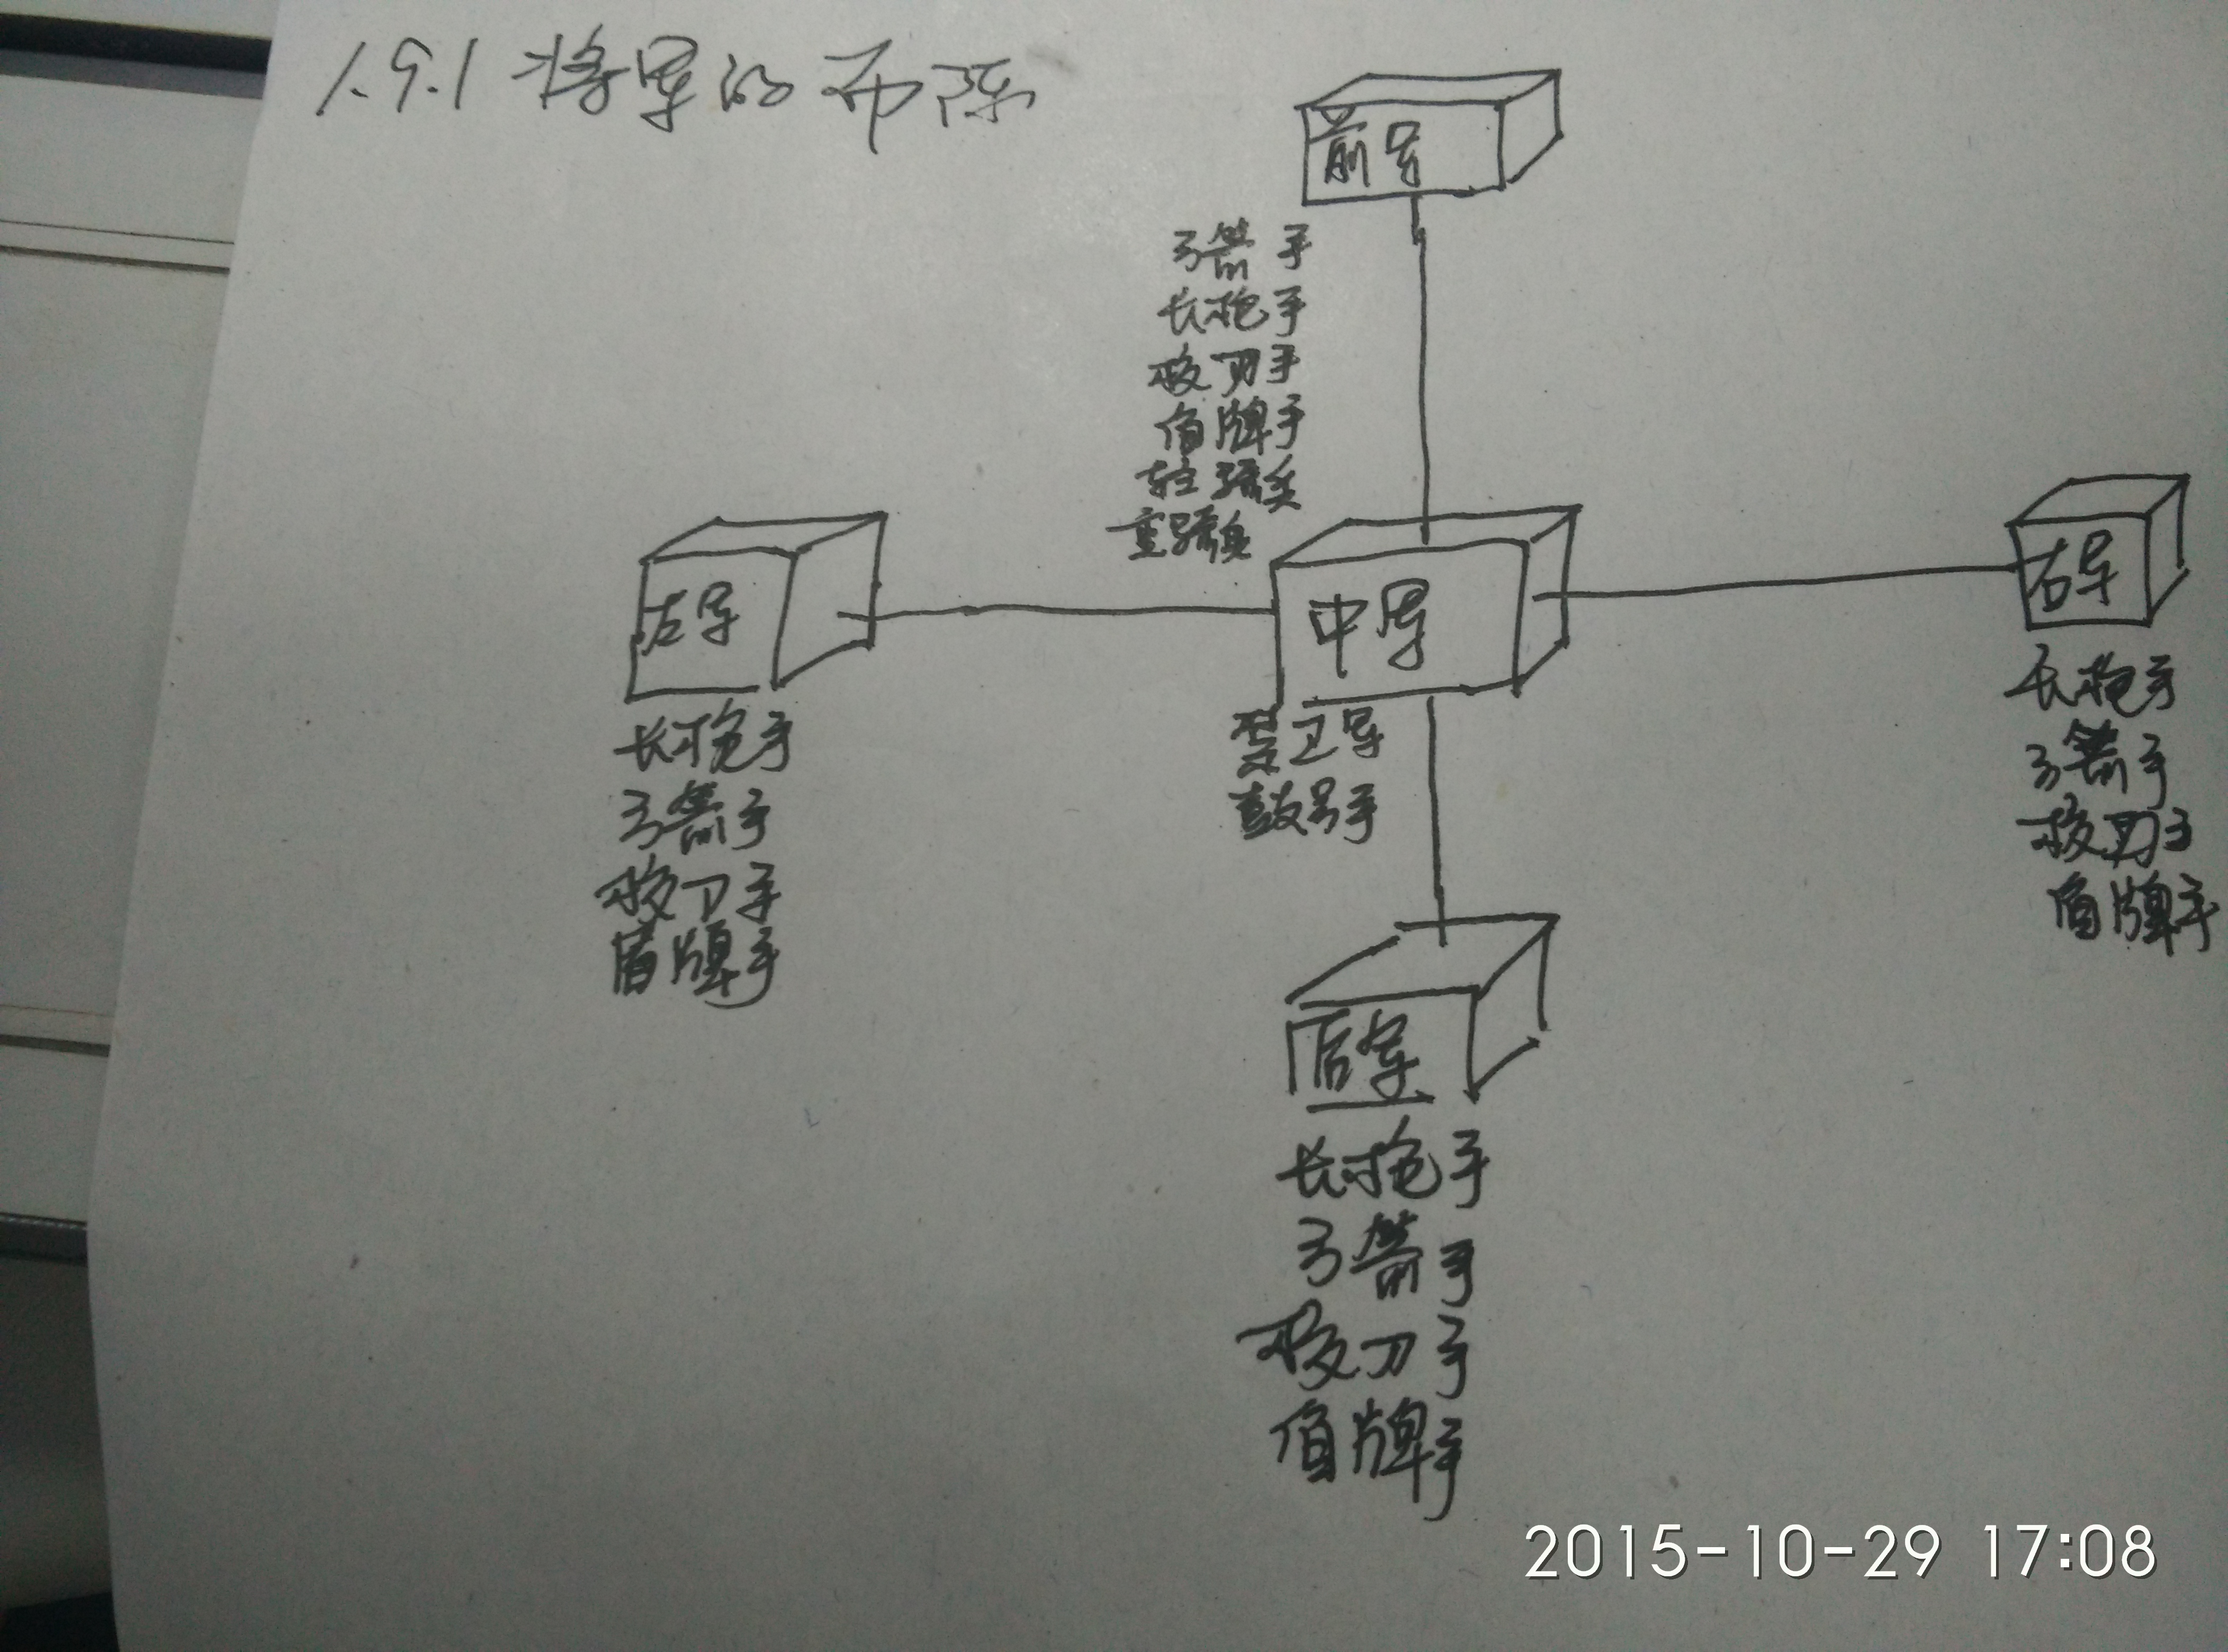 1.9.1 将军的布阵
前军
弓箭手
长枪手
砍刀手
盾牌手
轻骑兵
重骑兵
左军
长枪手
弓箭手
砍刀手
盾牌手
中军
禁卫军
鼓号手
右军
长枪手
弓箭手
砍刀手
盾牌手
后军
长枪手
弓箭手
砍刀手
盾牌手
2015-10-29 17:08